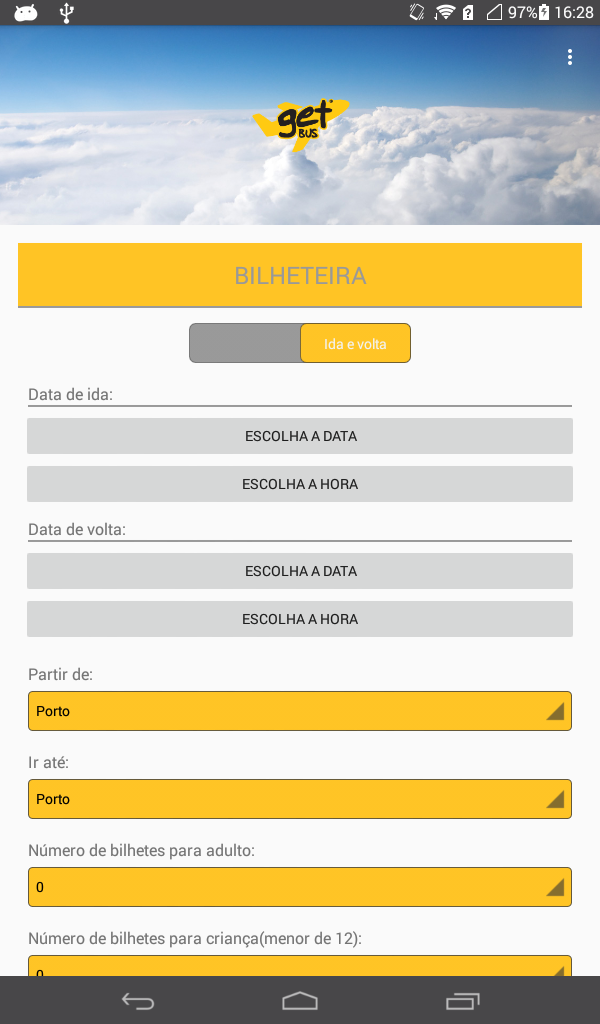 97% 16:28
get
BUS
BILHETEIRA
Ida e volta
Data de ida:
ESCOLHA A DATA
ESCOLHA A HORA
Data de volta:
ESCOLHA A DATA
ESCOLHA A HORA
Partir de:
Porto
Ir até:
Porto
Número de bilhetes para adulto:
0
Número de bilhetes para criança(menor de 12):
0